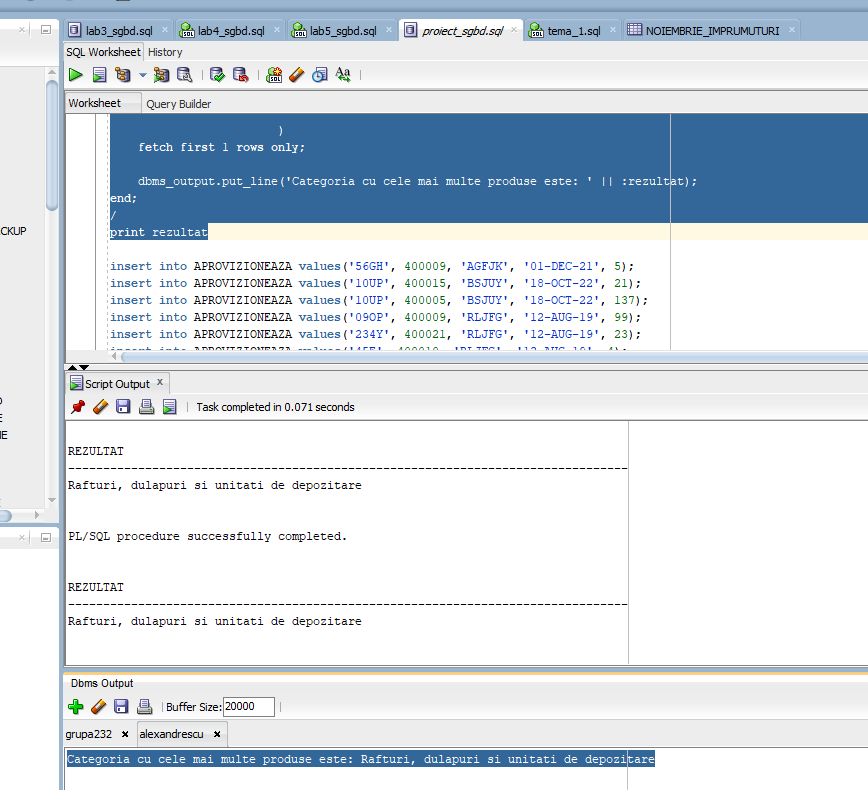 lab3_sgbd.sql lab4_sgbd.sql lab5_sgbd.sql proiect_sgbd.sql tema_1.sql NOIEMBRIE_IMPRUMUTURI
SQL Worksheet History
Worksheet Query Builder
)
fetch first 1 rows only;
dbms_output.put_line('Categoria cu cele mai multe produse este: ' || :rezultat);
end;
/
print rezultat
insert into APROVIZIONEAZA values('56GH', 400009, 'AGFJK', '01-DEC-21', 5);
insert into APROVIZIONEAZA values('10UP', 400015, 'BSJUY', '18-OCT-22', 21);
insert into APROVIZIONEAZA values('10UP', 400005, 'BSJUY', '18-OCT-22', 137);
insert into APROVIZIONEAZA values('09OP', 400009, 'RLJFG', '12-AUG-19', 99);
insert into APROVIZIONEAZA values('234Y', 400021, 'RLJFG', '12-AUG-19', 23);
CKUP
Script Output
Task completed in 0.071 seconds
REZULTAT
--------------------------------------------------------------------------------
Rafturi, dulapuri si unitati de depozitare
PL/SQL procedure successfully completed.
REZULTAT
--------------------------------------------------------------------------------
Rafturi, dulapuri si unitati de depozitare
Dbms Output
Buffer Size: 20000
grupa232 alexandrescu
Categoria cu cele mai multe produse este: Rafturi, dulapuri si unitati de depozitare